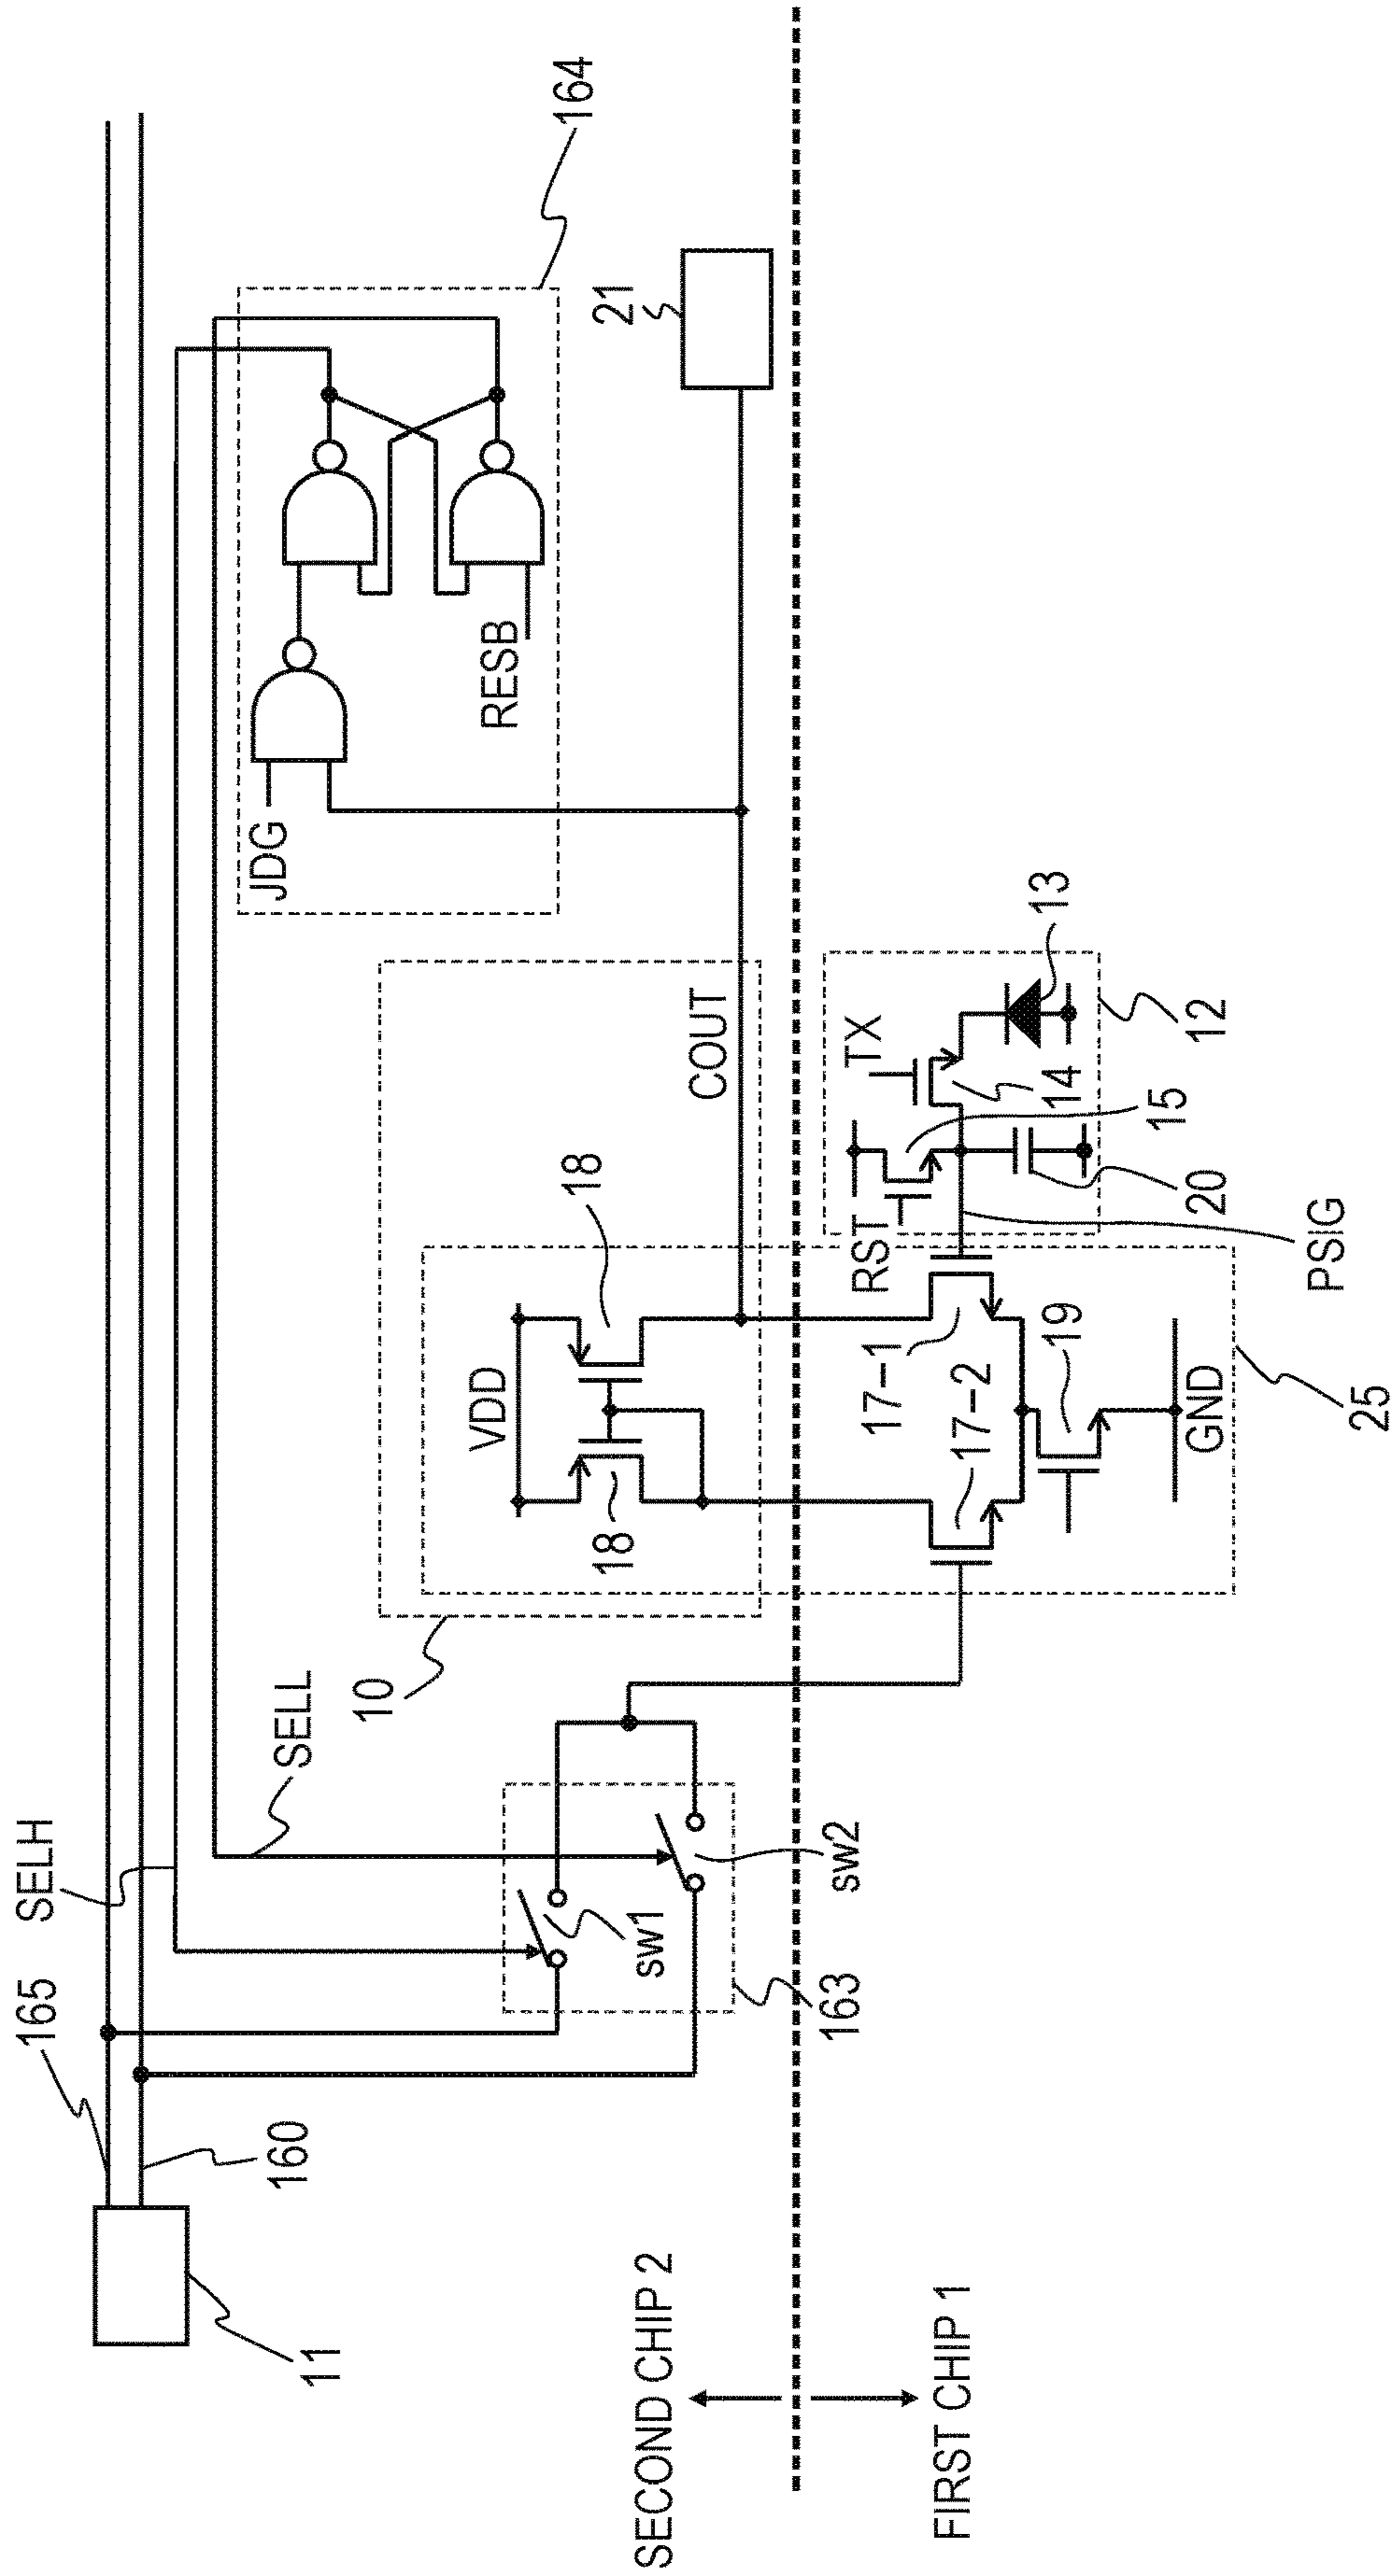 165
SELH
160
11
SELL
JDG
RESB
164
163
sw1
sw2
10
VDD
18
18
COUT
21
SECOND CHIP 2
FIRST CHIP 1
RST
TX
17-1
17-2
19
GND
25
PSIG
20
15
14
13
12